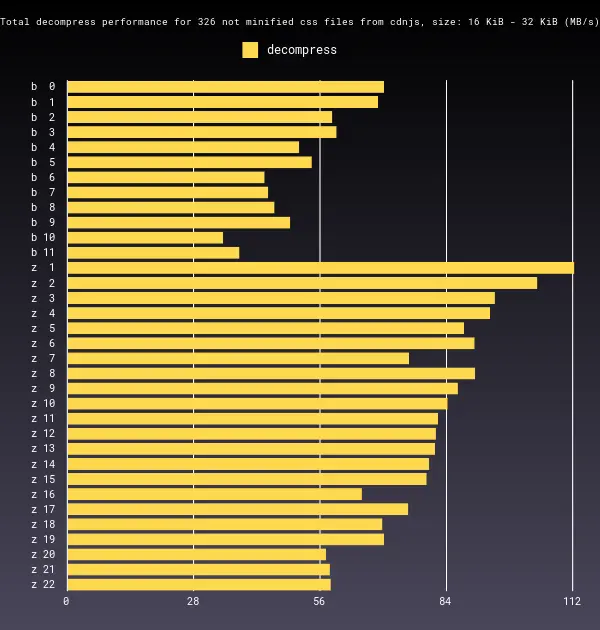 Total decompress performance for 326 not minified css files from cdnjs, size: 16 KiB - 32 KiB (MB/s)
decompress
b 0
b 1
b 2
b 3
b 4
b 5
b 6
b 7
b 8
b 9
b 10
b 11
z 1
z 2
z 3
z 4
z 5
z 6
z 7
z 8
z 9
z 10
z 11
z 12
z 13
z 14
z 15
z 16
z 17
z 18
z 19
z 20
z 21
z 22
0 28 56 84 112